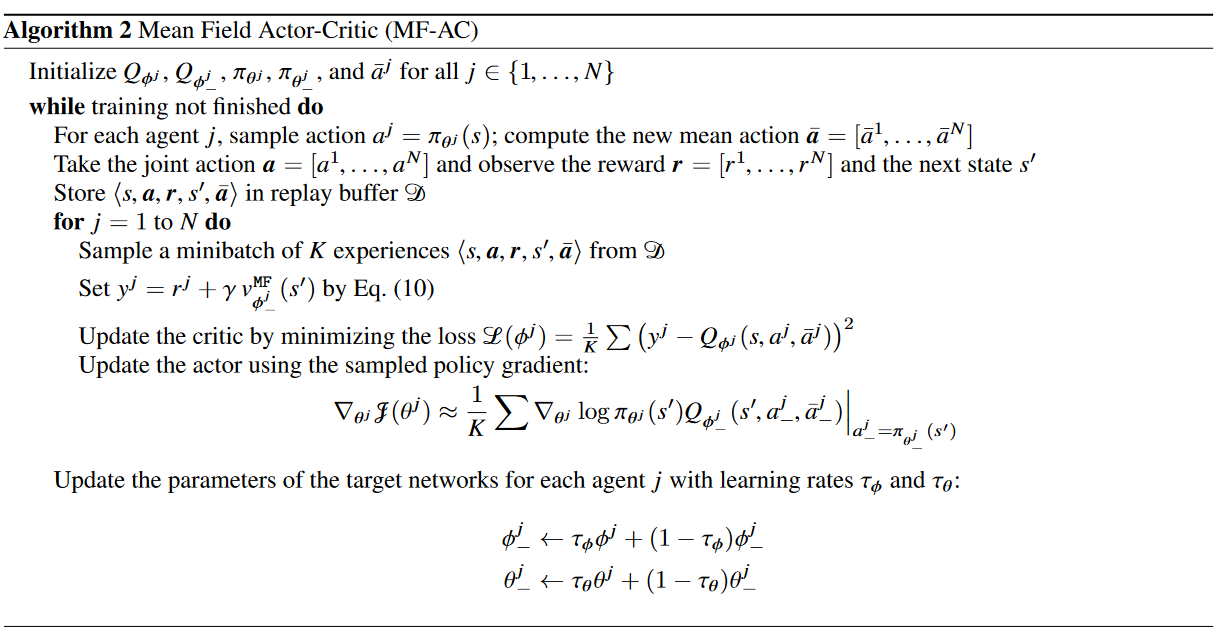 Algorithm 2 Mean Field Actor-Critic (MF-AC)
Initialize $Q_{\phi^j}, Q_{\phi^j_-}, \pi_{\theta^j}, \pi_{\theta^j_-}$, and $\bar{a}^j$ for all $j \in \{1, \ldots, N\}$
while training not finished do
For each agent $j$, sample action $a^j = \pi_{\theta^j}(s)$; compute the new mean action $\bar{\boldsymbol{a}} = [\bar{a}^1, \ldots, \bar{a}^N]$
Take the joint action $\boldsymbol{a} = [a^1, \ldots, a^N]$ and observe the reward $\boldsymbol{r} = [r^1, \ldots, r^N]$ and the next state $s'$
Store $\langle s, \boldsymbol{a}, \boldsymbol{r}, s', \bar{\boldsymbol{a}} \rangle$ in replay buffer $\mathcal{D}$
for $j = 1$ to $N$ do
Sample a minibatch of $K$ experiences $\langle s, \boldsymbol{a}, \boldsymbol{r}, s', \bar{\boldsymbol{a}} \rangle$ from $\mathcal{D}$
Set $y^j = r^j + \gamma \, v^{\mathtt{MF}}_{\phi^j_-}(s')$ by Eq. (10)
Update the critic by minimizing the loss $\mathcal{L}(\phi^j) = \frac{1}{K} \sum \left( y^j - Q_{\phi^j}(s, a^j, \bar{a}^j) \right)^2$
Update the actor using the sampled policy gradient:
$\nabla_{\theta^j} \mathcal{J}(\theta^j) \approx \frac{1}{K} \sum \nabla_{\theta^j} \log \pi_{\theta^j}(s') Q_{\phi^j_-}(s', a^j_-, \bar{a}^j_-) \Big|_{a^j_- = \pi_{\theta^j_-}(s')}$
Update the parameters of the target networks for each agent $j$ with learning rates $\tau_\phi$ and $\tau_\theta$:
$\phi^j_- \leftarrow \tau_\phi \phi^j + (1 - \tau_\phi) \phi^j_-$
$\theta^j_- \leftarrow \tau_\theta \theta^j + (1 - \tau_\theta) \theta^j_-$